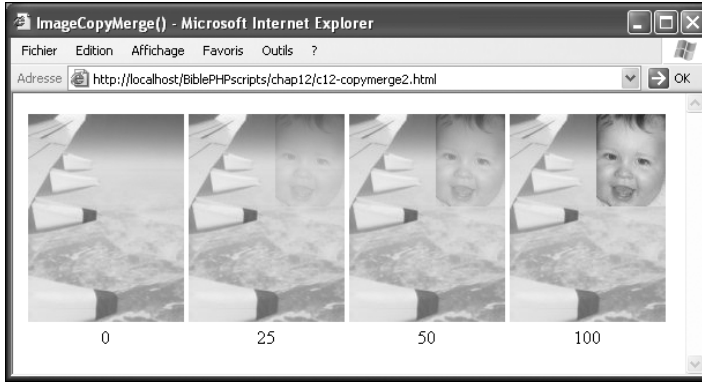 ImageCopyMerge() - Microsoft Internet Explorer
Fichier Edition Affichage Favoris Outils ?
Adresse http://localhost/BiblePHPscripts/chap12/c12-copymerge2.html OK
0 25 50 100